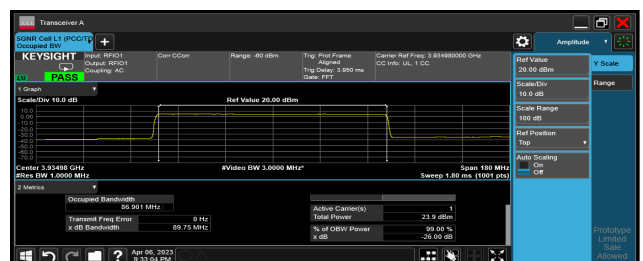 Transceiver A
5GNR Cell L1 (PCC/TD
Occupied BW
Amplitude
KEYSIGHT
Input: RFIO1
Output: RFIO1
Coupling: AC
Corr CCorr
Range: -60 dBm
Trig: Prot Frame
Aligned
Trig Delay: 3.950 ms
Gate: FFT
Carrier Ref Freq: 3.934980000 GHz
CC Info: UL, 1 CC
PASS
Ref Value
20.00 dBm
Y Scale
1 Graph
Scale/Div
10.0 dB
Range
Scale/Div 10.0 dB
Ref Value 20.00 dBm
Scale Range
100 dB
10.0
0.00
-10.0
-20.0
-30.0
-40.0
-50.0
-60.0
-70.0
Ref Position
Top
Auto Scaling
On
Off
Center 3.93498 GHz
#Video BW 3.0000 MHz*
Span 180 MHz
#Res BW 1.0000 MHz
Sweep 1.80 ms (1001 pts)
2 Metrics
Occupied Bandwidth
86.901 MHz
Active Carrier(s) 1
Total Power 23.9 dBm
Transmit Freq Error 0 Hz
x dB Bandwidth 89.75 MHz
% of OBW Power 99.00 %
x dB -26.00 dB
Prototype
Limited
Sale
Allowed
Apr 06, 2023
9:33:04 PM